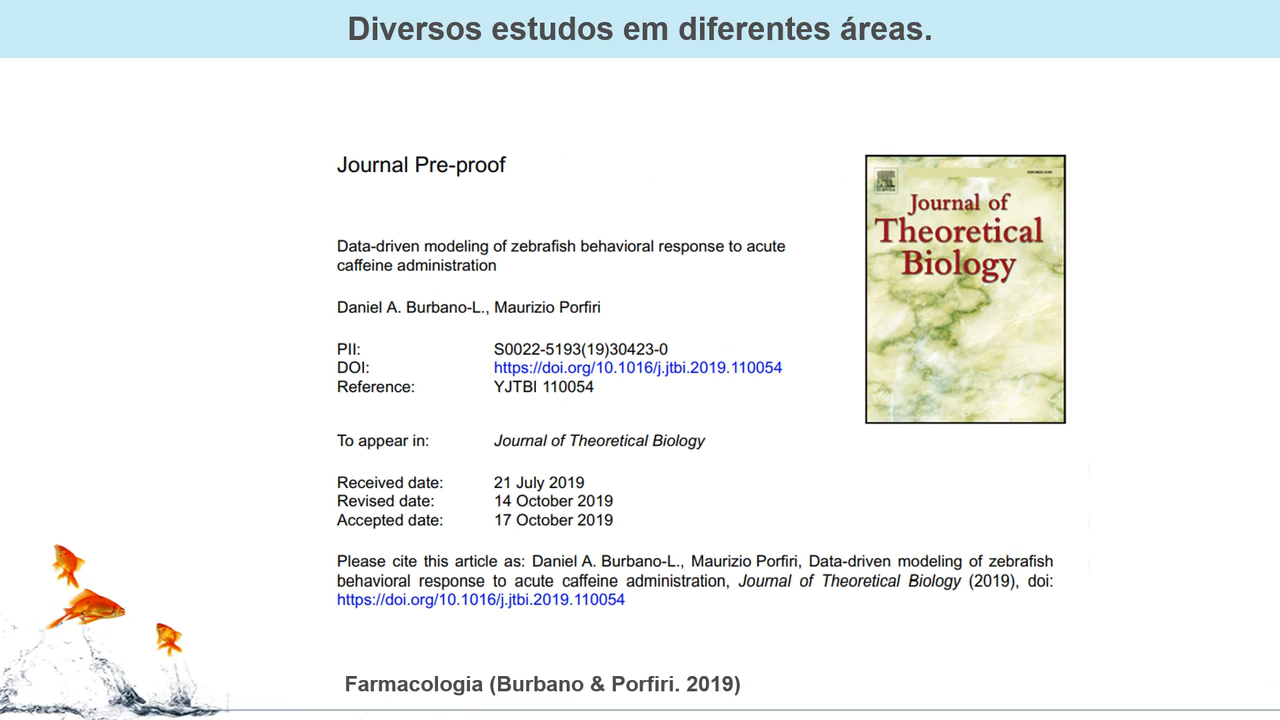 Diversos estudos em diferentes áreas.
Journal Pre-proof
Journal of
Theoretical
Biology
Data-driven modeling of zebrafish behavioral response to acute
caffeine administration
Daniel A. Burbano-L., Maurizio Porfiri
PII: S0022-5193(19)30423-0
DOI: https://doi.org/10.1016/j.jtbi.2019.110054
Reference: YJTBI 110054
To appear in: Journal of Theoretical Biology
Received date: 21 July 2019
Revised date: 14 October 2019
Accepted date: 17 October 2019
Please cite this article as: Daniel A. Burbano-L., Maurizio Porfiri, Data-driven modeling of zebrafish
behavioral response to acute caffeine administration, Journal of Theoretical Biology (2019), doi:
https://doi.org/10.1016/j.jtbi.2019.110054
Farmacologia (Burbano & Porfiri. 2019)